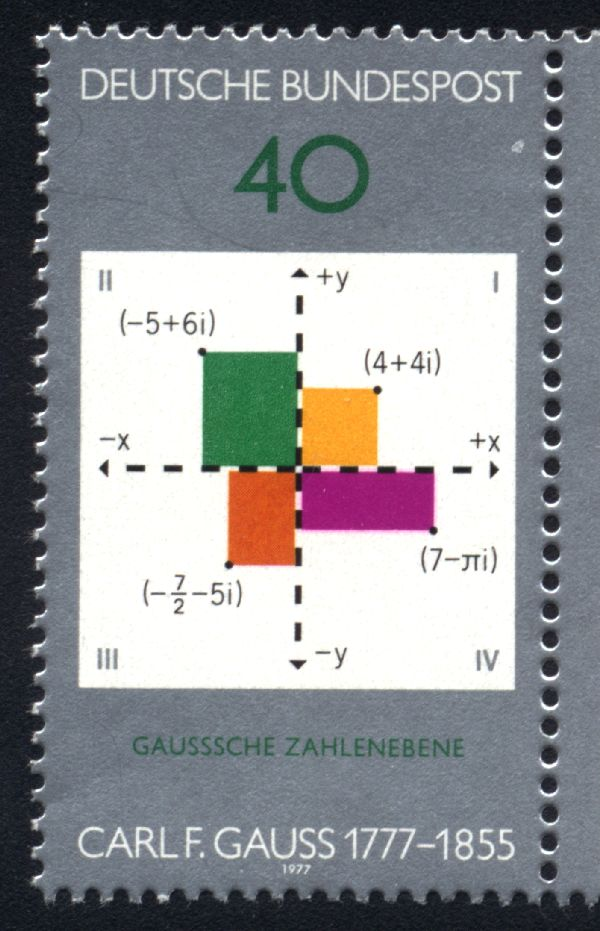 DEUTSCHE BUNDESPOST
40
II +y I
(−5+6i)
(4+4i)
−x +x
(7−πi)
(−7/2−5i)
III −y IV
GAUSSSCHE ZAHLENEBENE
CARL F. GAUSS 1777–1855
1977